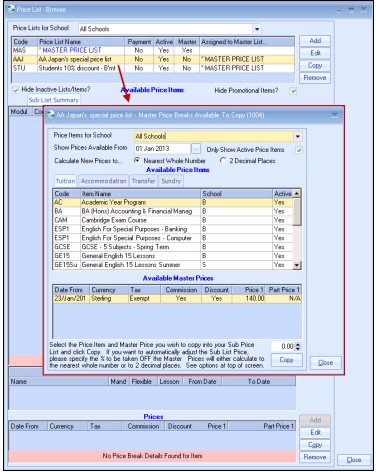 Price List - Browse
Price Lists for School All Schools
Code Price List Name Payment Active Master Assigned to Master List...
MAS * MASTER PRICE LIST No Yes Yes
AAJ AA Japan's special price list No Yes No * MASTER PRICE LIST
STU Students 10% discount - B'mt No Yes No * MASTER PRICE LIST
Add
Edit
Copy
Remove
Hide Inactive Lists/Items? Available Price Items Hide Promotional Items?
Sub List Summary
Modul
AA Japan's special price list - Master Price Breaks Available To Copy (1004)
Price Items for School All Schools
Show Prices Available From 01 Jan 2013 ... Only Show Active Price Items
Calculate New Prices to... Nearest Whole Number 2 Decimal Places
Available Price Items
Tuition Accommodation Transfer Sundry
Code Item Name School Active
AC Academic Year Program B Yes
BA BA (Hons) Accounting & Financial Manag B Yes
CAM Cambridge Exam Course B Yes
ESP1 English For Special Purposes - Banking B Yes
ESP1 English For Special Purposes - Computer B Yes
GCSE GCSE - 5 Subjects - Spring Term B Yes
GE15 General English 15 Lessons B Yes
GE15Su General English 15 Lessons Summer S Yes
Available Master Prices
Date From Currency Tax Commission Discount Price 1 Part Price 1
23/Jan/201 Sterling Exempt Yes Yes 140.00 N/A
Select the Price Item and Master Price you wish to copy into your Sub Price
List and click Copy. If you want to automatically adjust the Sub List Price,
please specify the % to be taken OFF the Master. Prices will either calculate to
the nearest whole number or to 2 decimal places. See options at top of screen.
0.00
Copy
Close
Name Mand Flexible Lesson From Date To Date
Prices
Date From Currency Tax Commission Discount Price 1 Part Price 1
No Price Break Details Found for Item
Add
Edit
Copy
Remove
Close